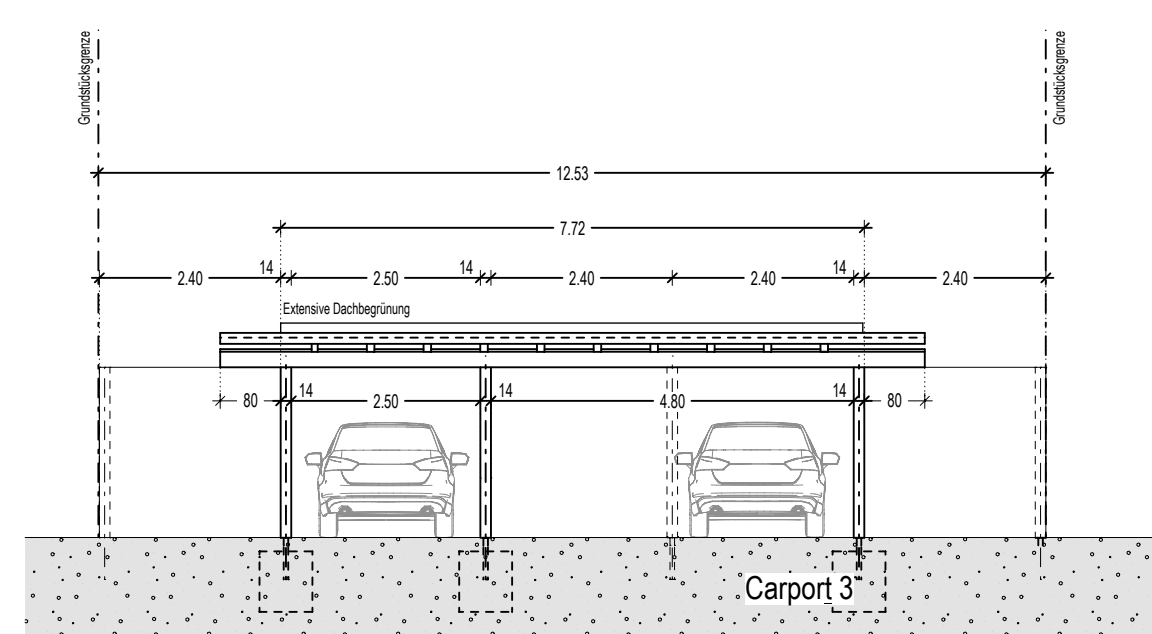 Grundstücksgrenze
Grundstücksgrenze
12.53
7.72
2.40 14 2.50 14 2.40 2.40 14 2.40
Extensive Dachbegrünung
80 14 2.50 14 4.80 14 80
Carport 3